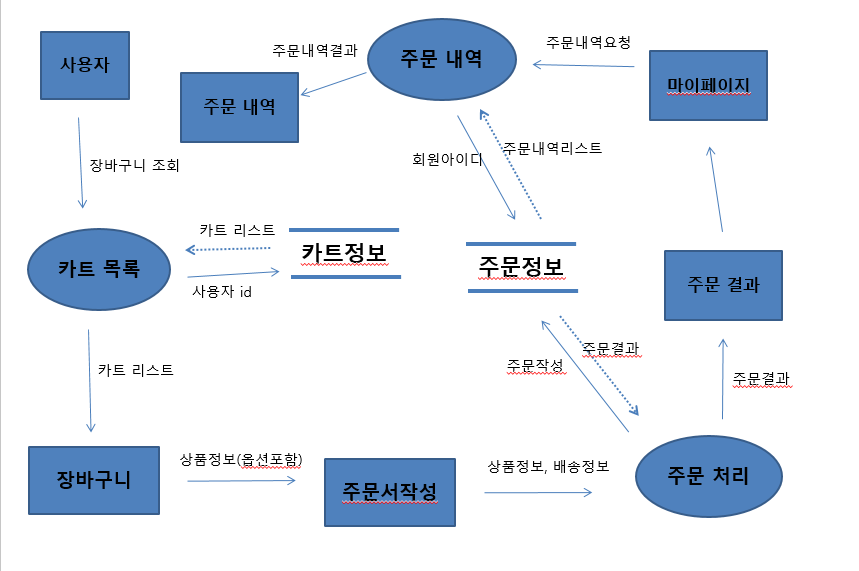 사용자
주문내역결과
주문 내역
주문내역요청
주문 내역
마이페이지
장바구니 조회
회원아이디
주문내역리스트
카트 리스트
카트정보
카트 목록
사용자 id
주문정보
주문 결과
카트 리스트
주문작성
주문결과
주문결과
장바구니
상품정보(옵션포함)
주문서작성
상품정보, 배송정보
주문 처리